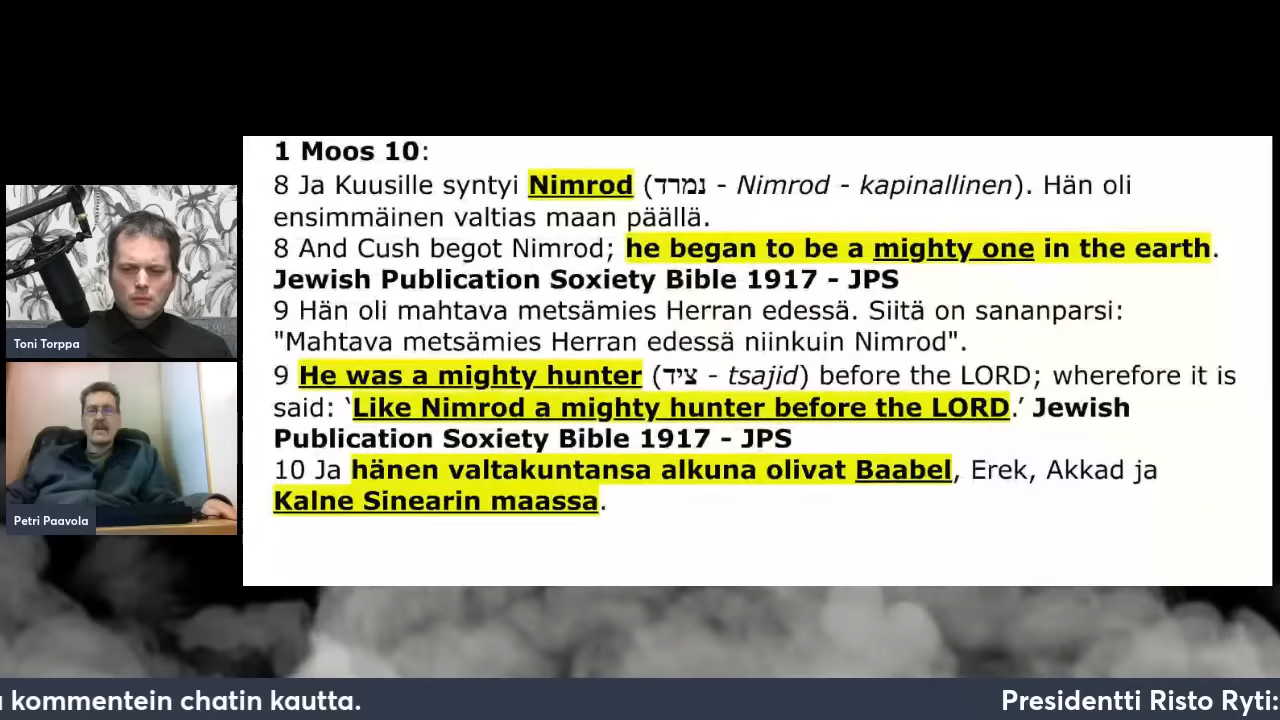 1 Moos 10:
8 Ja Kuusille syntyi Nimrod (נמרד - Nimrod - kapinallinen). Hän oli
ensimmäinen valtias maan päällä.
8 And Cush begot Nimrod; he began to be a mighty one in the earth.
Jewish Publication Soxiety Bible 1917 - JPS
9 Hän oli mahtava metsämies Herran edessä. Siitä on sananparsi:
"Mahtava metsämies Herran edessä niinkuin Nimrod".
9 He was a mighty hunter (ציד - tsajid) before the LORD; wherefore it is
said: ‘Like Nimrod a mighty hunter before the LORD.’ Jewish
Publication Soxiety Bible 1917 - JPS
10 Ja hänen valtakuntansa alkuna olivat Baabel, Erek, Akkad ja
Kalne Sinearin maassa.
Toni Torppa
Petri Paavola
kommentein chatin kautta.
Presidentti Risto Ryti: